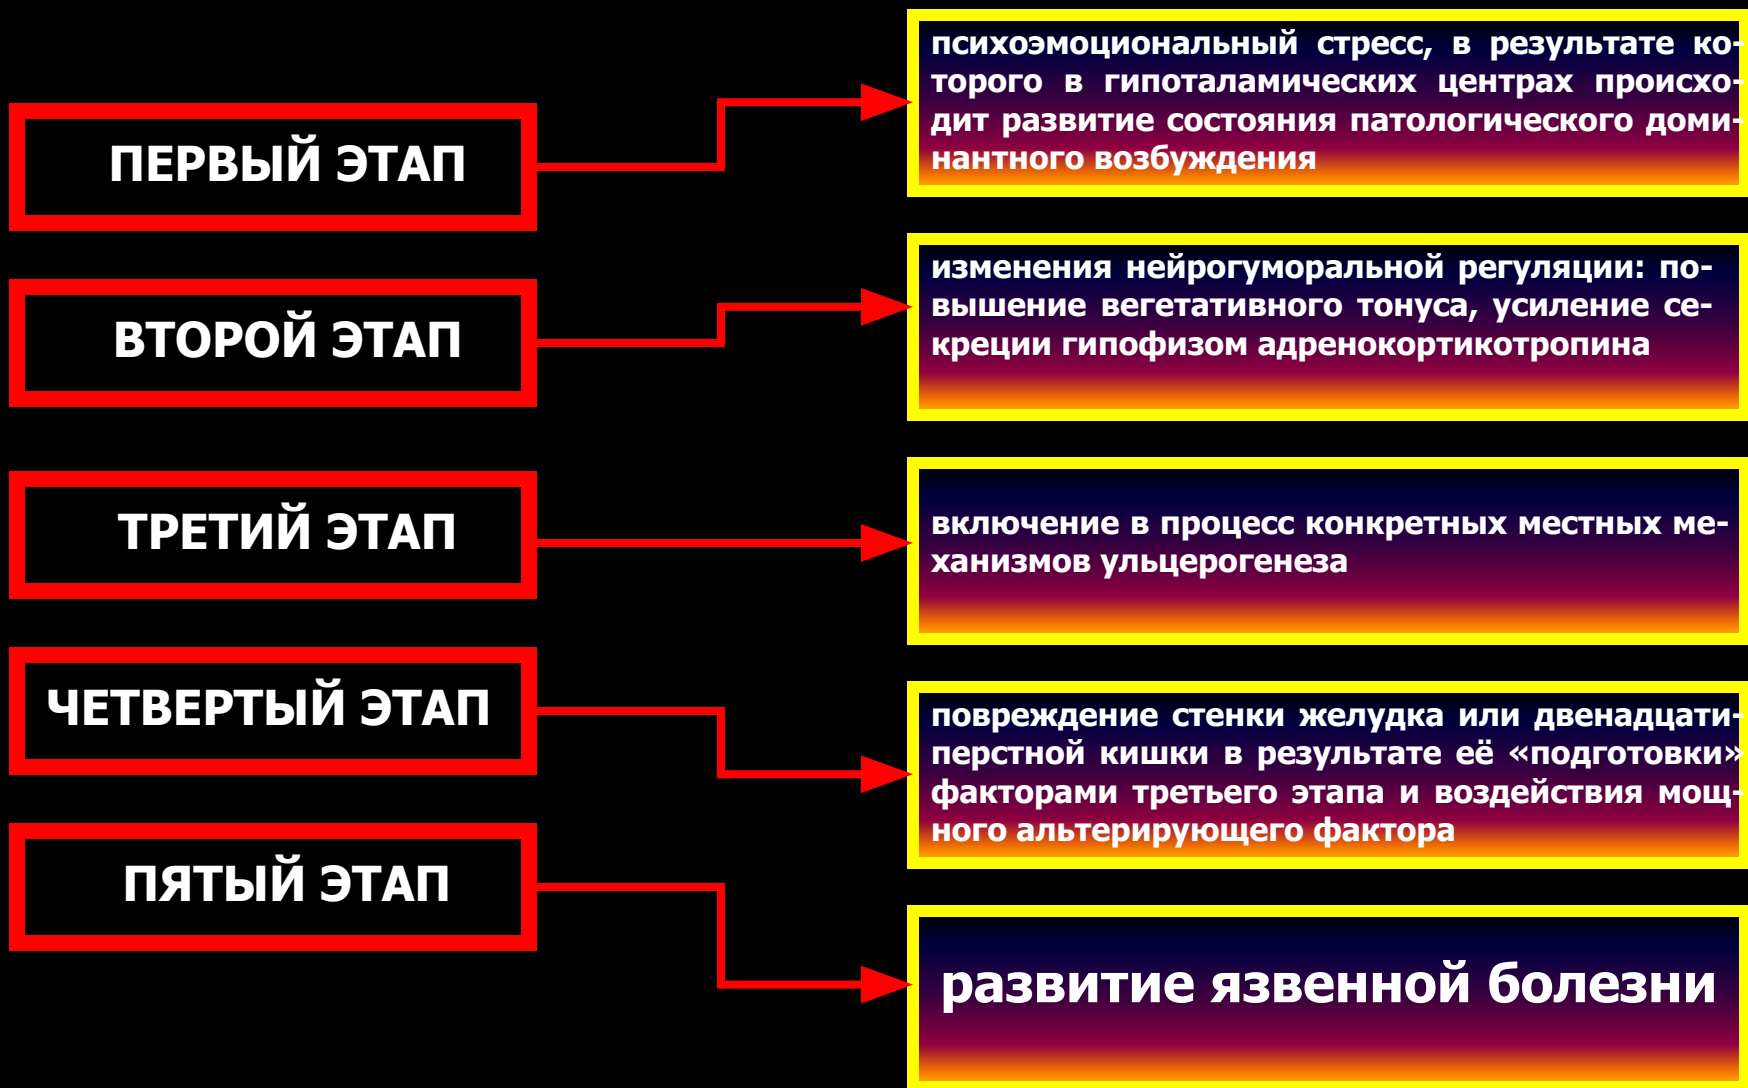 ПЕРВЫЙ ЭТАП
психоэмоциональный стресс, в результате ко-
торого в гипоталамических центрах происхо-
дит развитие состояния патологического доми-
нантного возбуждения
ВТОРОЙ ЭТАП
изменения нейрогуморальной регуляции: по-
вышение вегетативного тонуса, усиление се-
креции гипофизом адренокортикотропина
ТРЕТИЙ ЭТАП
включение в процесс конкретных местных ме-
ханизмов ульцерогенеза
ЧЕТВЕРТЫЙ ЭТАП
повреждение стенки желудка или двенадцати-
перстной кишки в результате её «подготовки»
факторами третьего этапа и воздействия мощ-
ного альтерирующего фактора
ПЯТЫЙ ЭТАП
развитие язвенной болезни